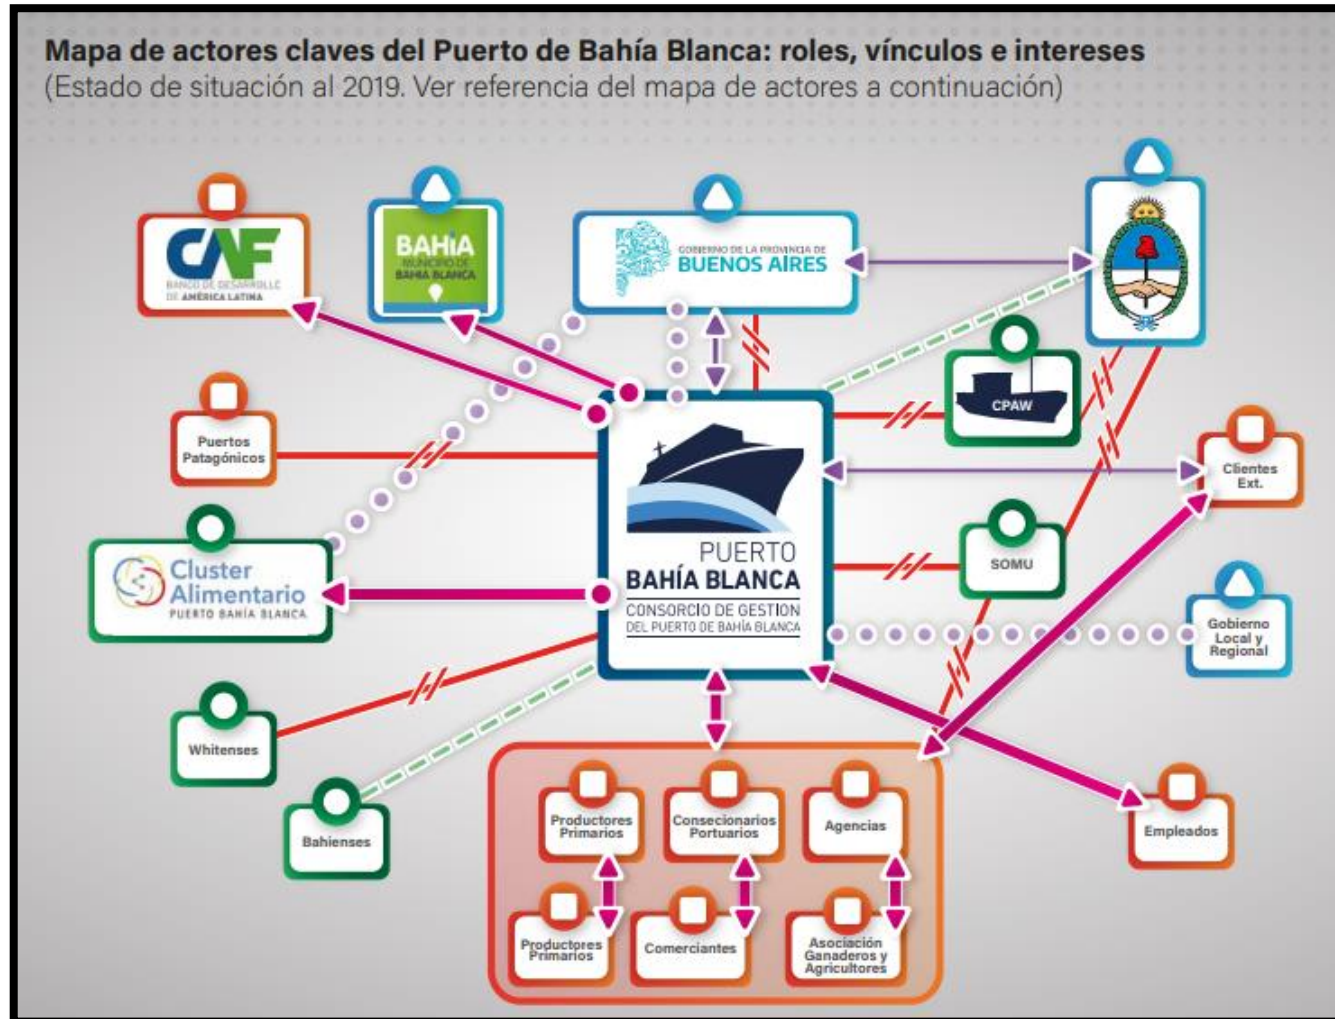 Mapa de actores claves del Puerto de Bahía Blanca: roles, vínculos e intereses
(Estado de situación al 2019. Ver referencia del mapa de actores a continuación)
CAF
BANCO DE DESARROLLO
DE AMÉRICA LATINA
BAHÍA
MUNICIPIO DE
BAHÍA BLANCA
GOBIERNO DE LA PROVINCIA DE
BUENOS AIRES
CPAW
Puertos
Patagónicos
Clientes
Ext.
Cluster
Alimentario
PUERTO BAHÍA BLANCA
PUERTO
BAHÍA BLANCA
CONSORCIO DE GESTION
DEL PUERTO DE BAHÍA BLANCA
SOMU
Gobierno
Local y
Regional
Whitenses
Bahienses
Productores
Primarios
Consecionarios
Portuarios
Agencias
Empleados
Productores
Primarios
Comerciantes
Asociación
Ganaderos y
Agricultores